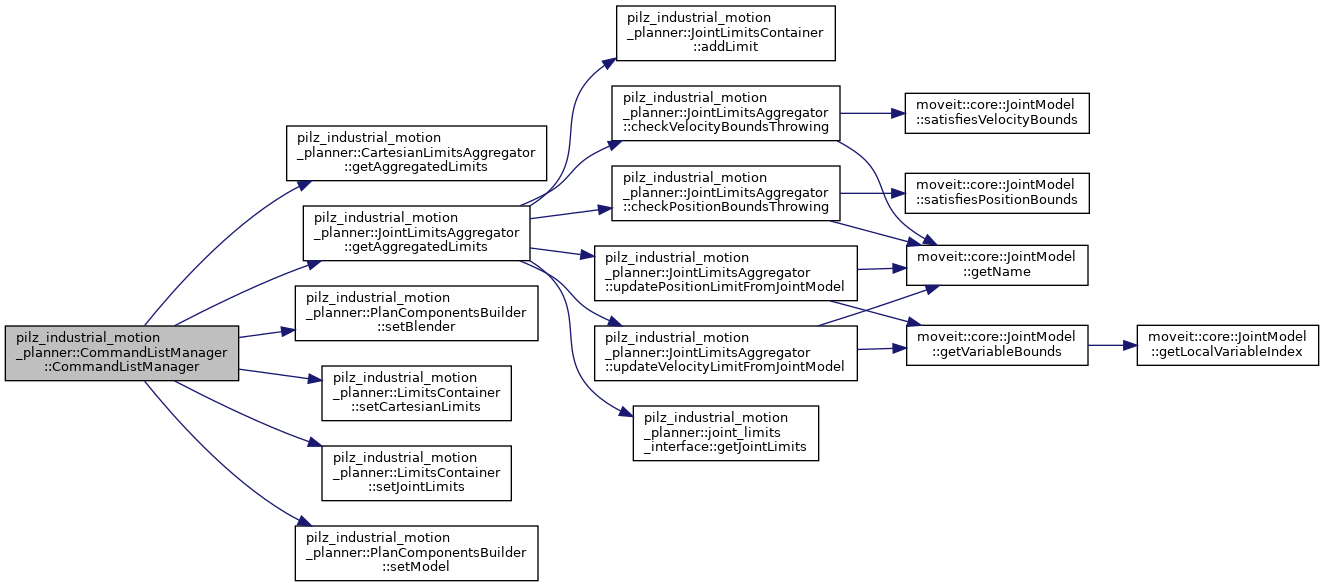 pilz_industrial_motion
_planner::CommandListManager
::CommandListManager
pilz_industrial_motion
_planner::CartesianLimitsAggregator
::getAggregatedLimits
pilz_industrial_motion
_planner::JointLimitsAggregator
::getAggregatedLimits
pilz_industrial_motion
_planner::PlanComponentsBuilder
::setBlender
pilz_industrial_motion
_planner::LimitsContainer
::setCartesianLimits
pilz_industrial_motion
_planner::LimitsContainer
::setJointLimits
pilz_industrial_motion
_planner::PlanComponentsBuilder
::setModel
pilz_industrial_motion
_planner::JointLimitsContainer
::addLimit
pilz_industrial_motion
_planner::JointLimitsAggregator
::checkVelocityBoundsThrowing
pilz_industrial_motion
_planner::JointLimitsAggregator
::checkPositionBoundsThrowing
pilz_industrial_motion
_planner::JointLimitsAggregator
::updatePositionLimitFromJointModel
pilz_industrial_motion
_planner::JointLimitsAggregator
::updateVelocityLimitFromJointModel
pilz_industrial_motion
_planner::joint_limits
_interface::getJointLimits
moveit::core::JointModel
::satisfiesVelocityBounds
moveit::core::JointModel
::satisfiesPositionBounds
moveit::core::JointModel
::getName
moveit::core::JointModel
::getVariableBounds
moveit::core::JointModel
::getLocalVariableIndex